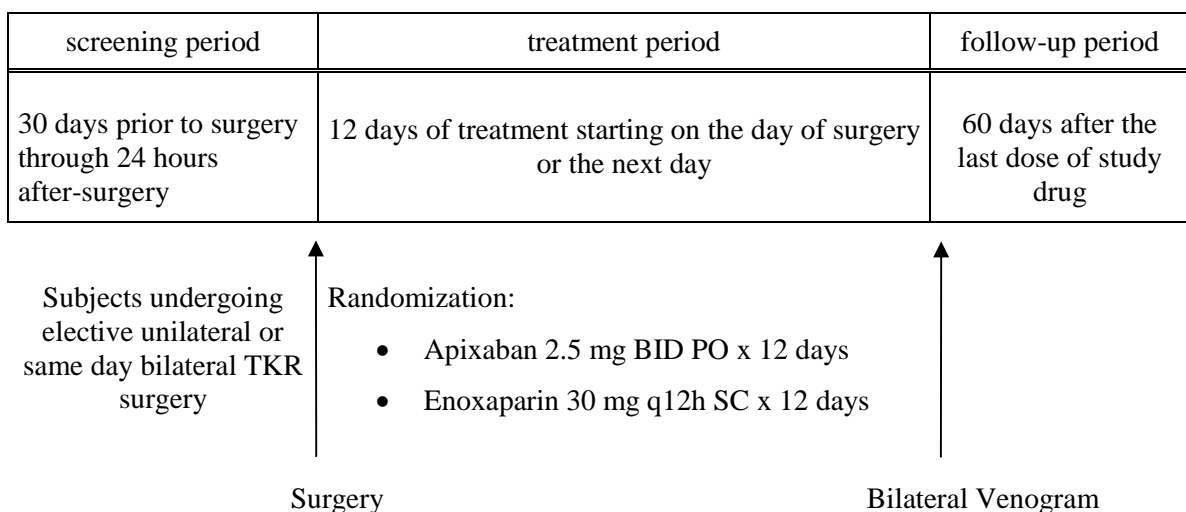 screening period
treatment period
follow-up period
30 days prior to surgery
through 24 hours
after-surgery
12 days of treatment starting on the day of surgery
or the next day
60 days after the
last dose of study
drug
Subjects undergoing
elective unilateral or
same day bilateral TKR
surgery
Randomization:
• Apixaban 2.5 mg BID PO x 12 days
• Enoxaparin 30 mg q12h SC x 12 days
Surgery
Bilateral Venogram